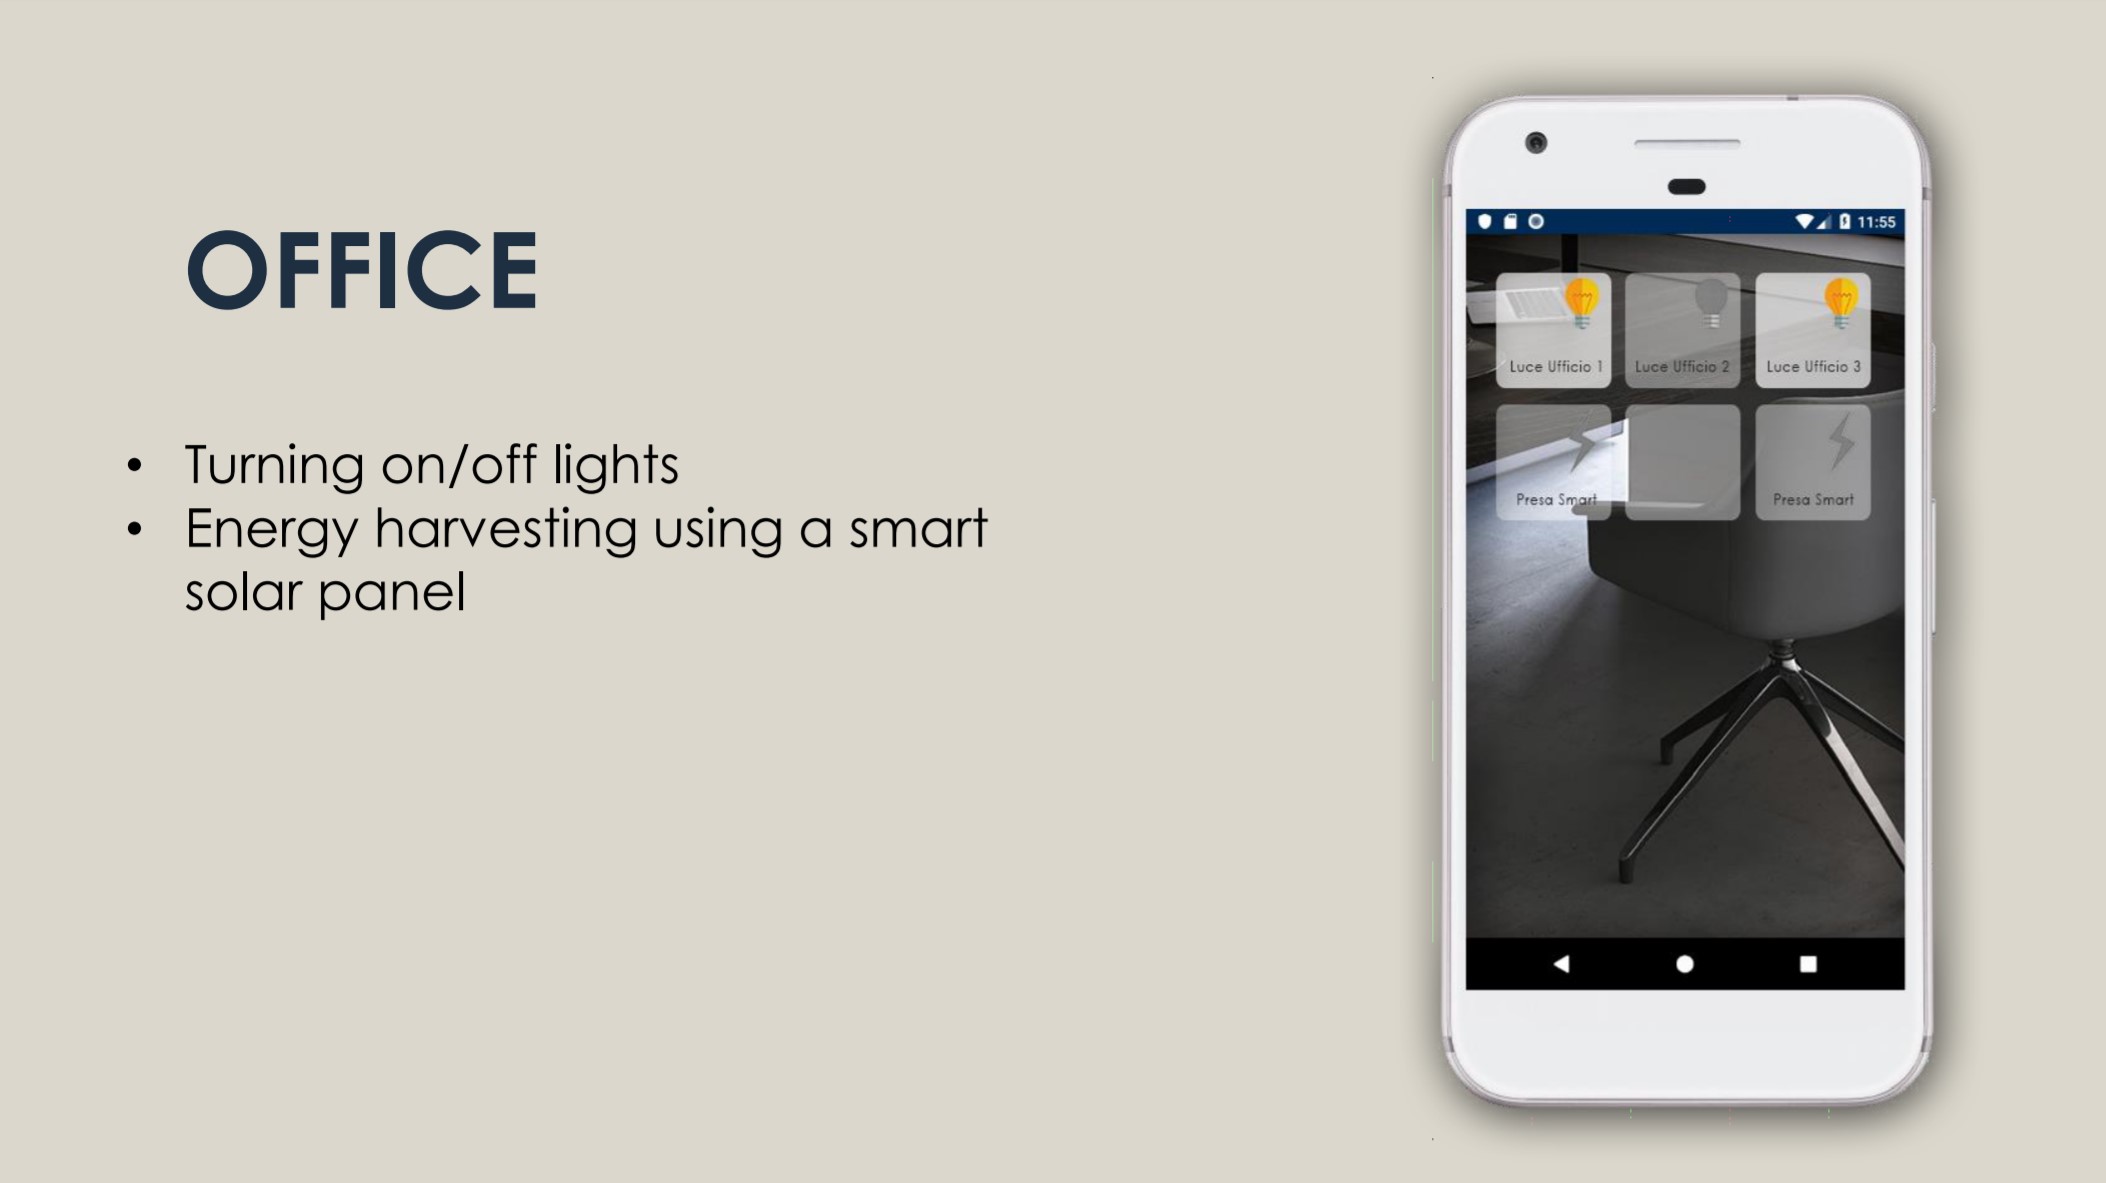 OFFICE
• Turning on/off lights
• Energy harvesting using a smart
solar panel
11:55
Luce Ufficio 1
Luce Ufficio 2
Luce Ufficio 3
Presa Smart
Presa Smart